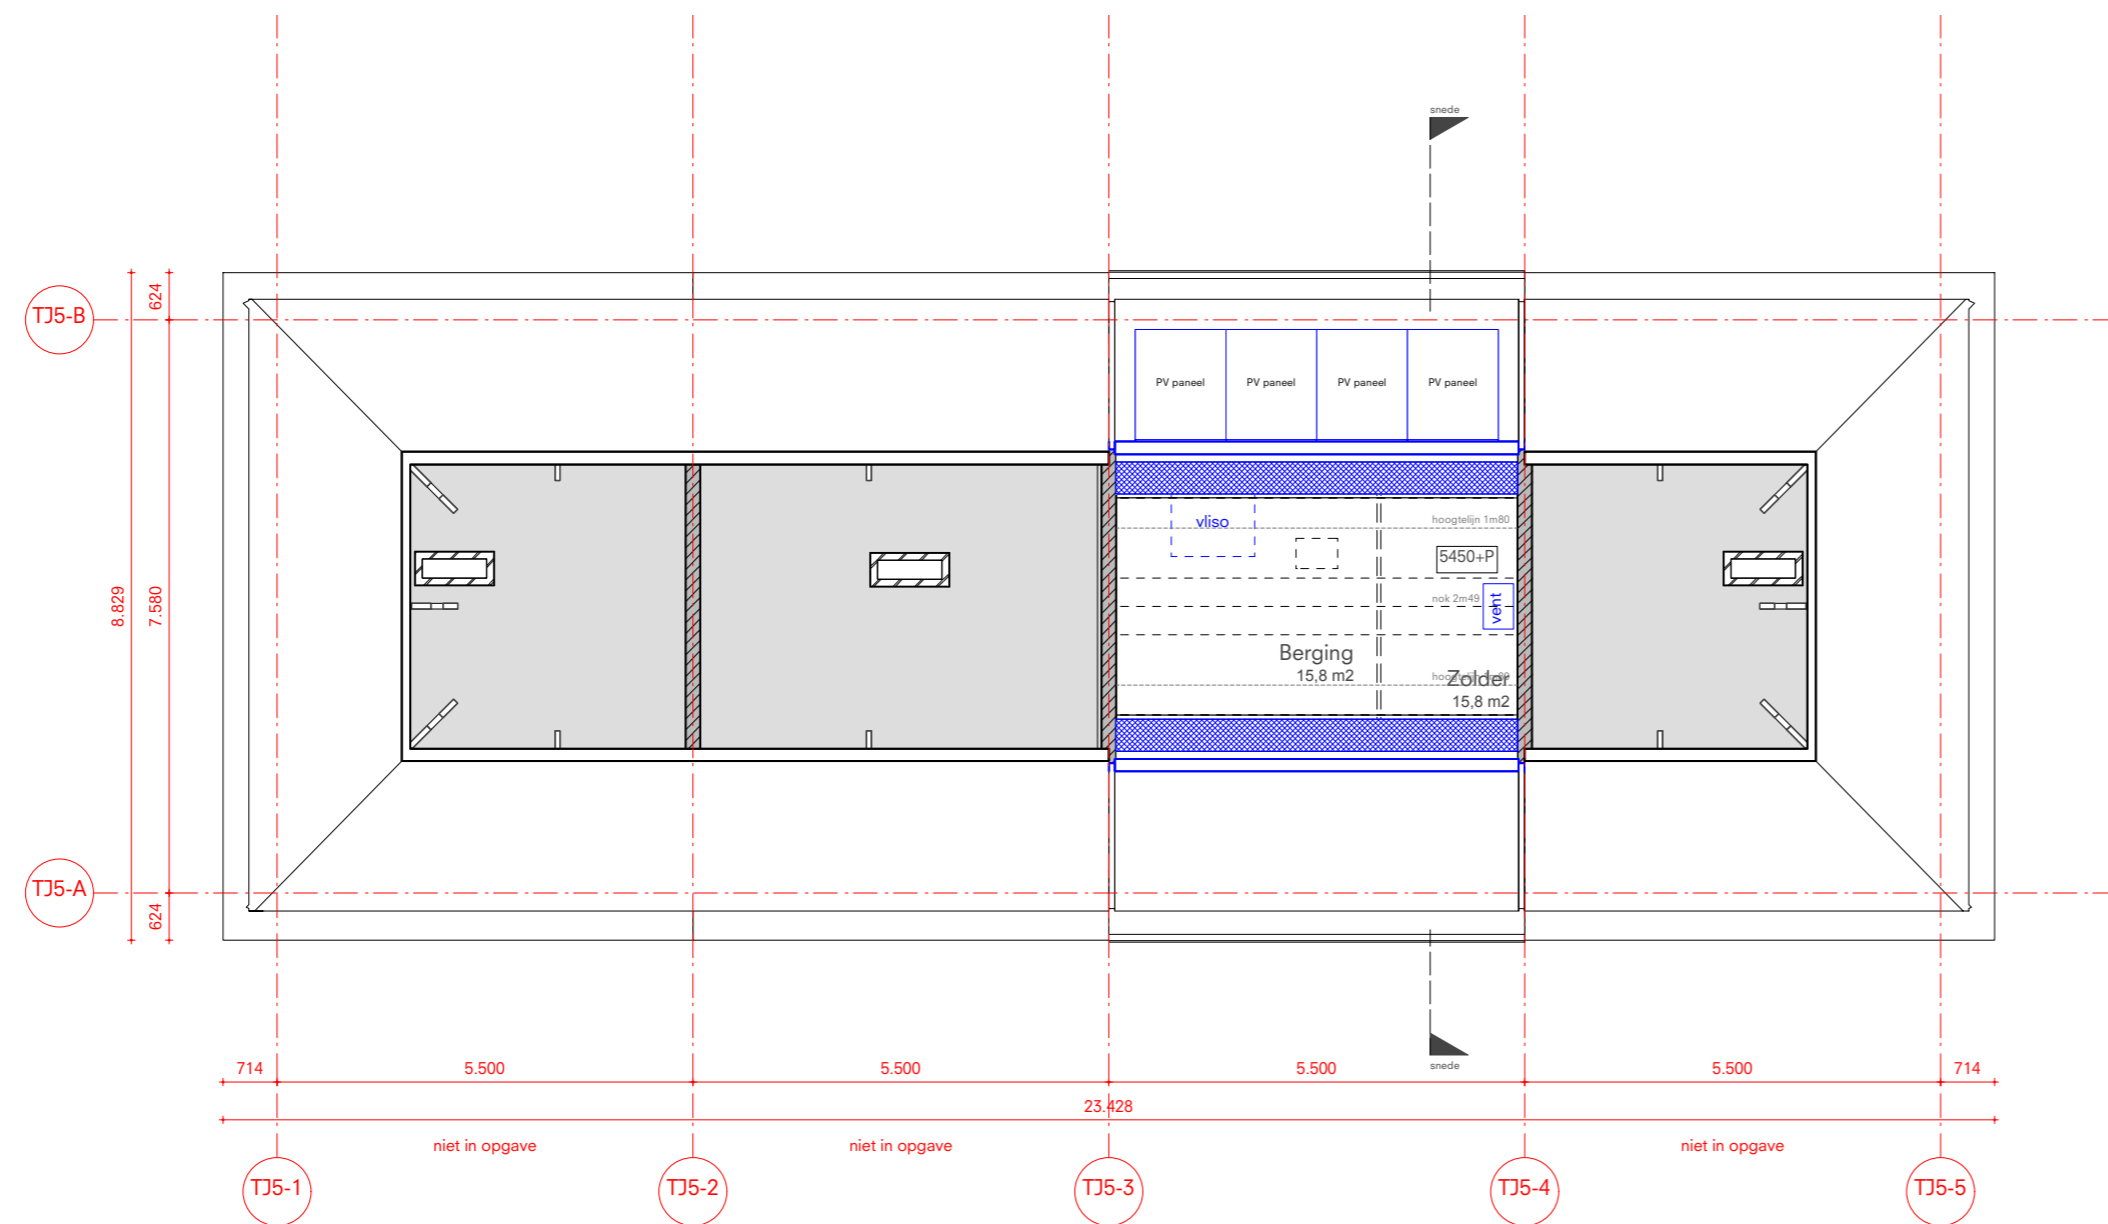 snede
TJ5-B
624
8.829
7.580
624
TJ5-A
PV paneel
PV paneel
PV paneel
PV paneel
vliso
hoogtelijn 1m80
5450+P
nok 2m49
vent
Berging
15,8 m2
hoogtelijn
Zolder
15,8 m2
snede
714
5.500
5.500
5.500
5.500
714
23.428
niet in opgave
niet in opgave
niet in opgave
TJ5-1
TJ5-2
TJ5-3
TJ5-4
TJ5-5